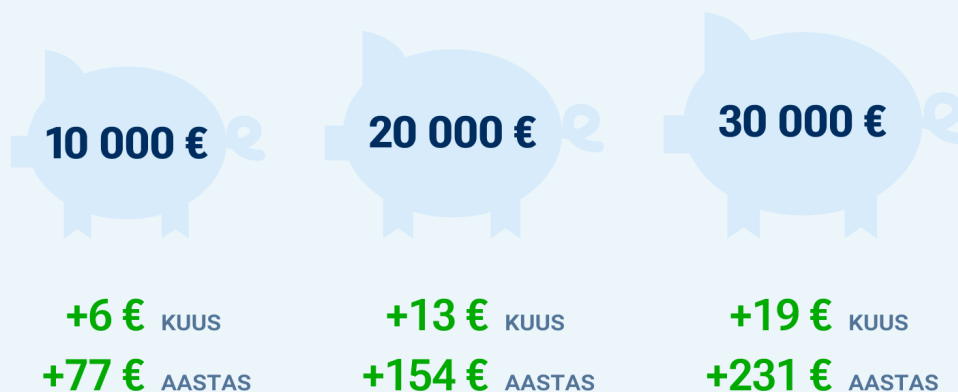 10 000 €
20 000 €
30 000 €
+6 € KUUS
+13 € KUUS
+19 € KUUS
+77 € AASTAS
+154 € AASTAS
+231 € AASTAS